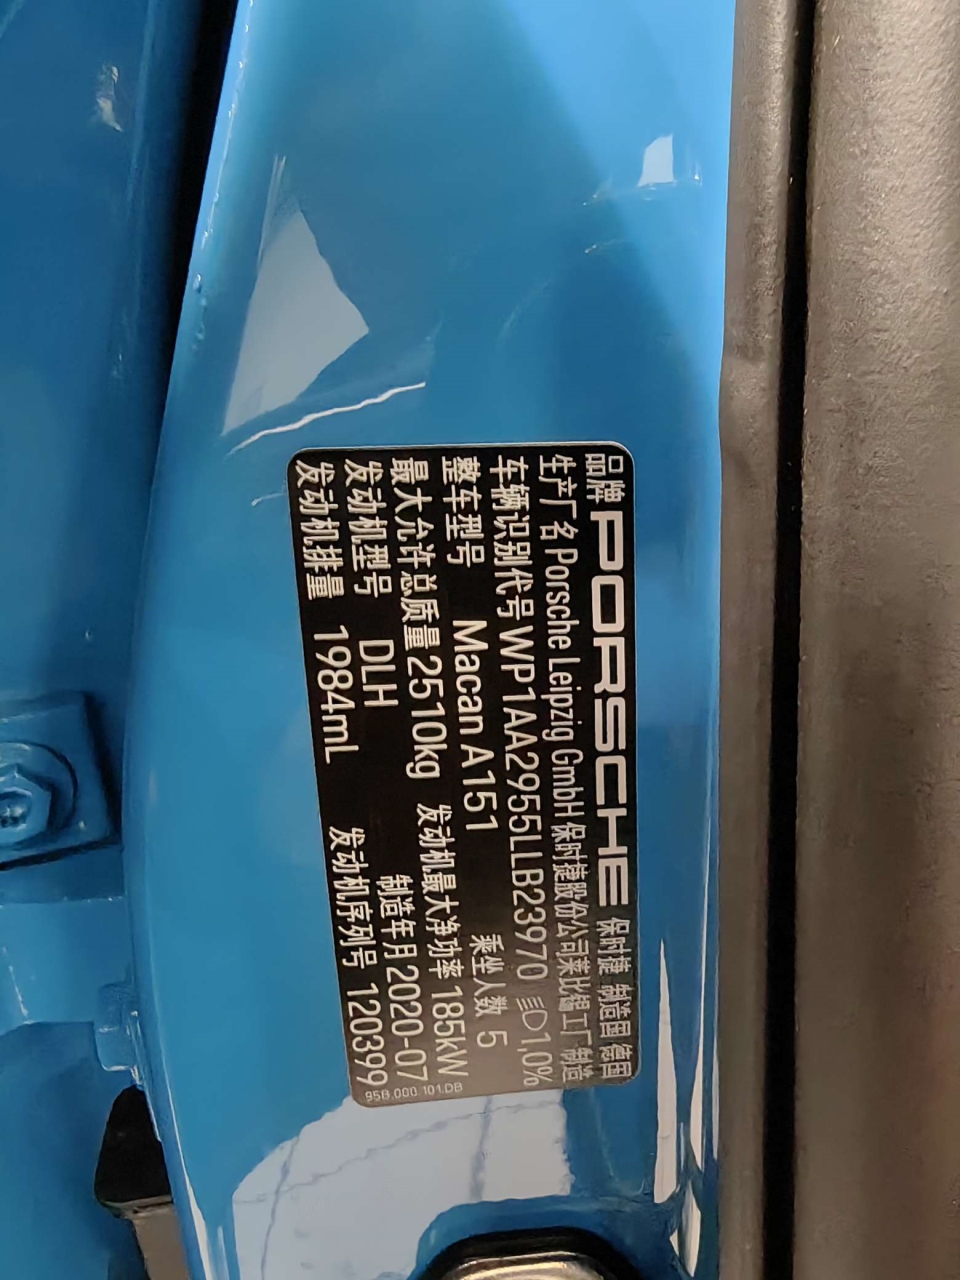 品牌 PORSCHE 保时捷 制造国 德国
生产厂名 Porsche Leipzig GmbH 保时捷股份公司莱比锡工厂 制造
车辆识别代号 WP1AA2955LLB23970 1,0%
整车型号 Macan A151 乘坐人数 5
最大允许总质量 2510kg 发动机最大净功率 185kW
发动机型号 DLH 制造年月 2020-07
发动机排量 1984mL 发动机序列号 120399
95B.000.101.DB